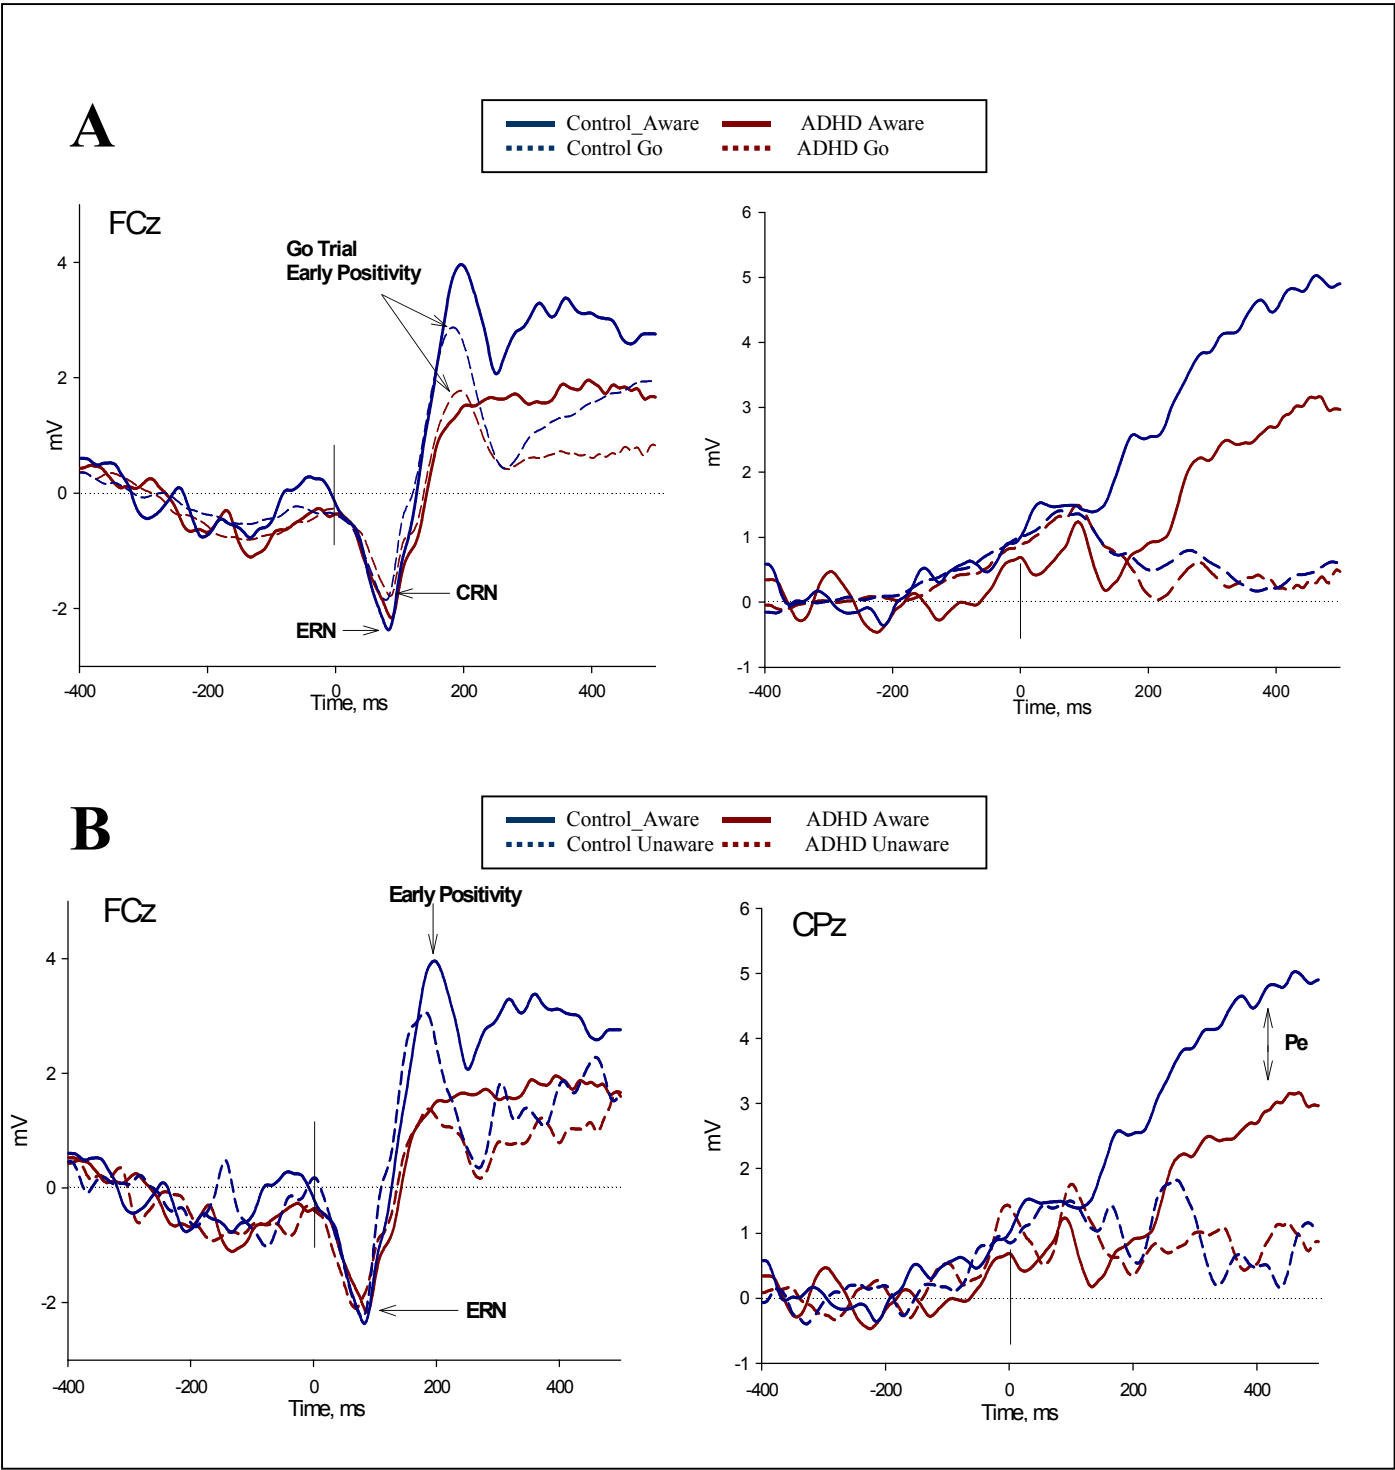 A
Control_Aware ADHD Aware
Control Go ADHD Go
FCz
Go Trial
Early Positivity
CRN
ERN
mV
4
2
0
-2
-400 -200 0 200 400
Time, ms
mV
6
5
4
3
2
1
0
-1
-400 -200 0 200 400
Time, ms
B
Control_Aware ADHD Aware
Control Unaware ADHD Unaware
FCz
Early Positivity
ERN
mV
4
2
0
-2
-400 -200 0 200 400
Time, ms
CPz
Pe
mV
6
5
4
3
2
1
0
-1
-400 -200 0 200 400
Time, ms